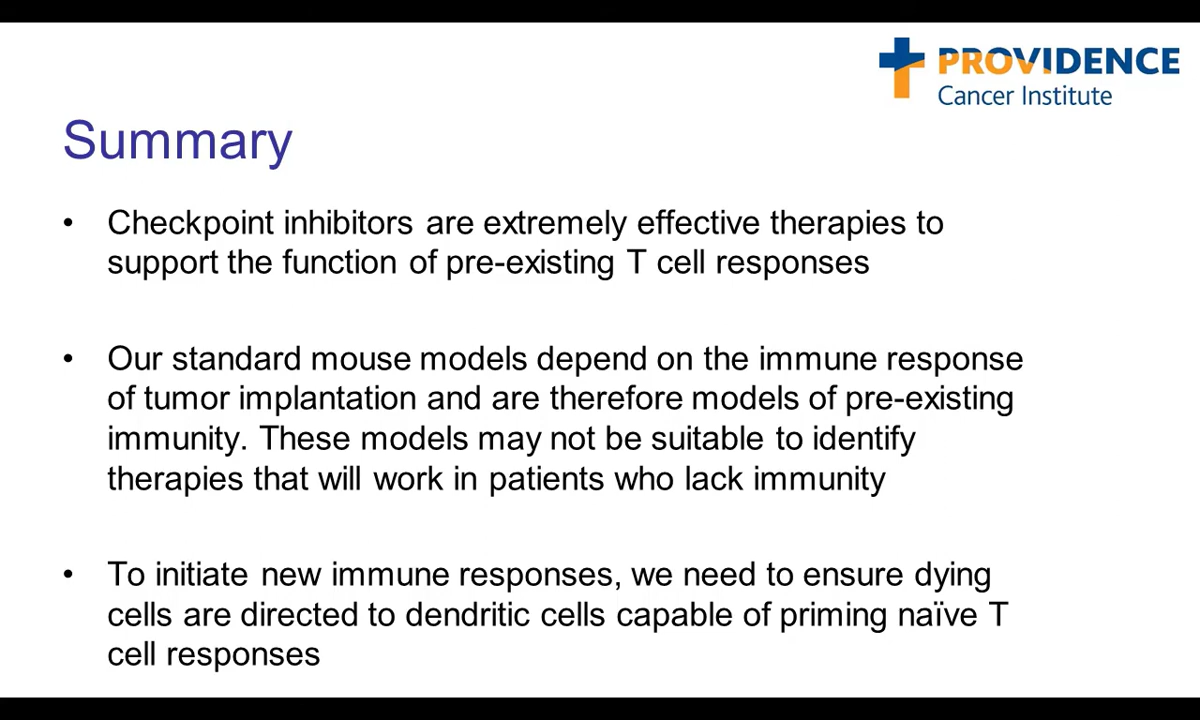 PROVIDENCE
Cancer Institute
Summary
• Checkpoint inhibitors are extremely effective therapies to
support the function of pre-existing T cell responses
• Our standard mouse models depend on the immune response
of tumor implantation and are therefore models of pre-existing
immunity. These models may not be suitable to identify
therapies that will work in patients who lack immunity
• To initiate new immune responses, we need to ensure dying
cells are directed to dendritic cells capable of priming naïve T
cell responses